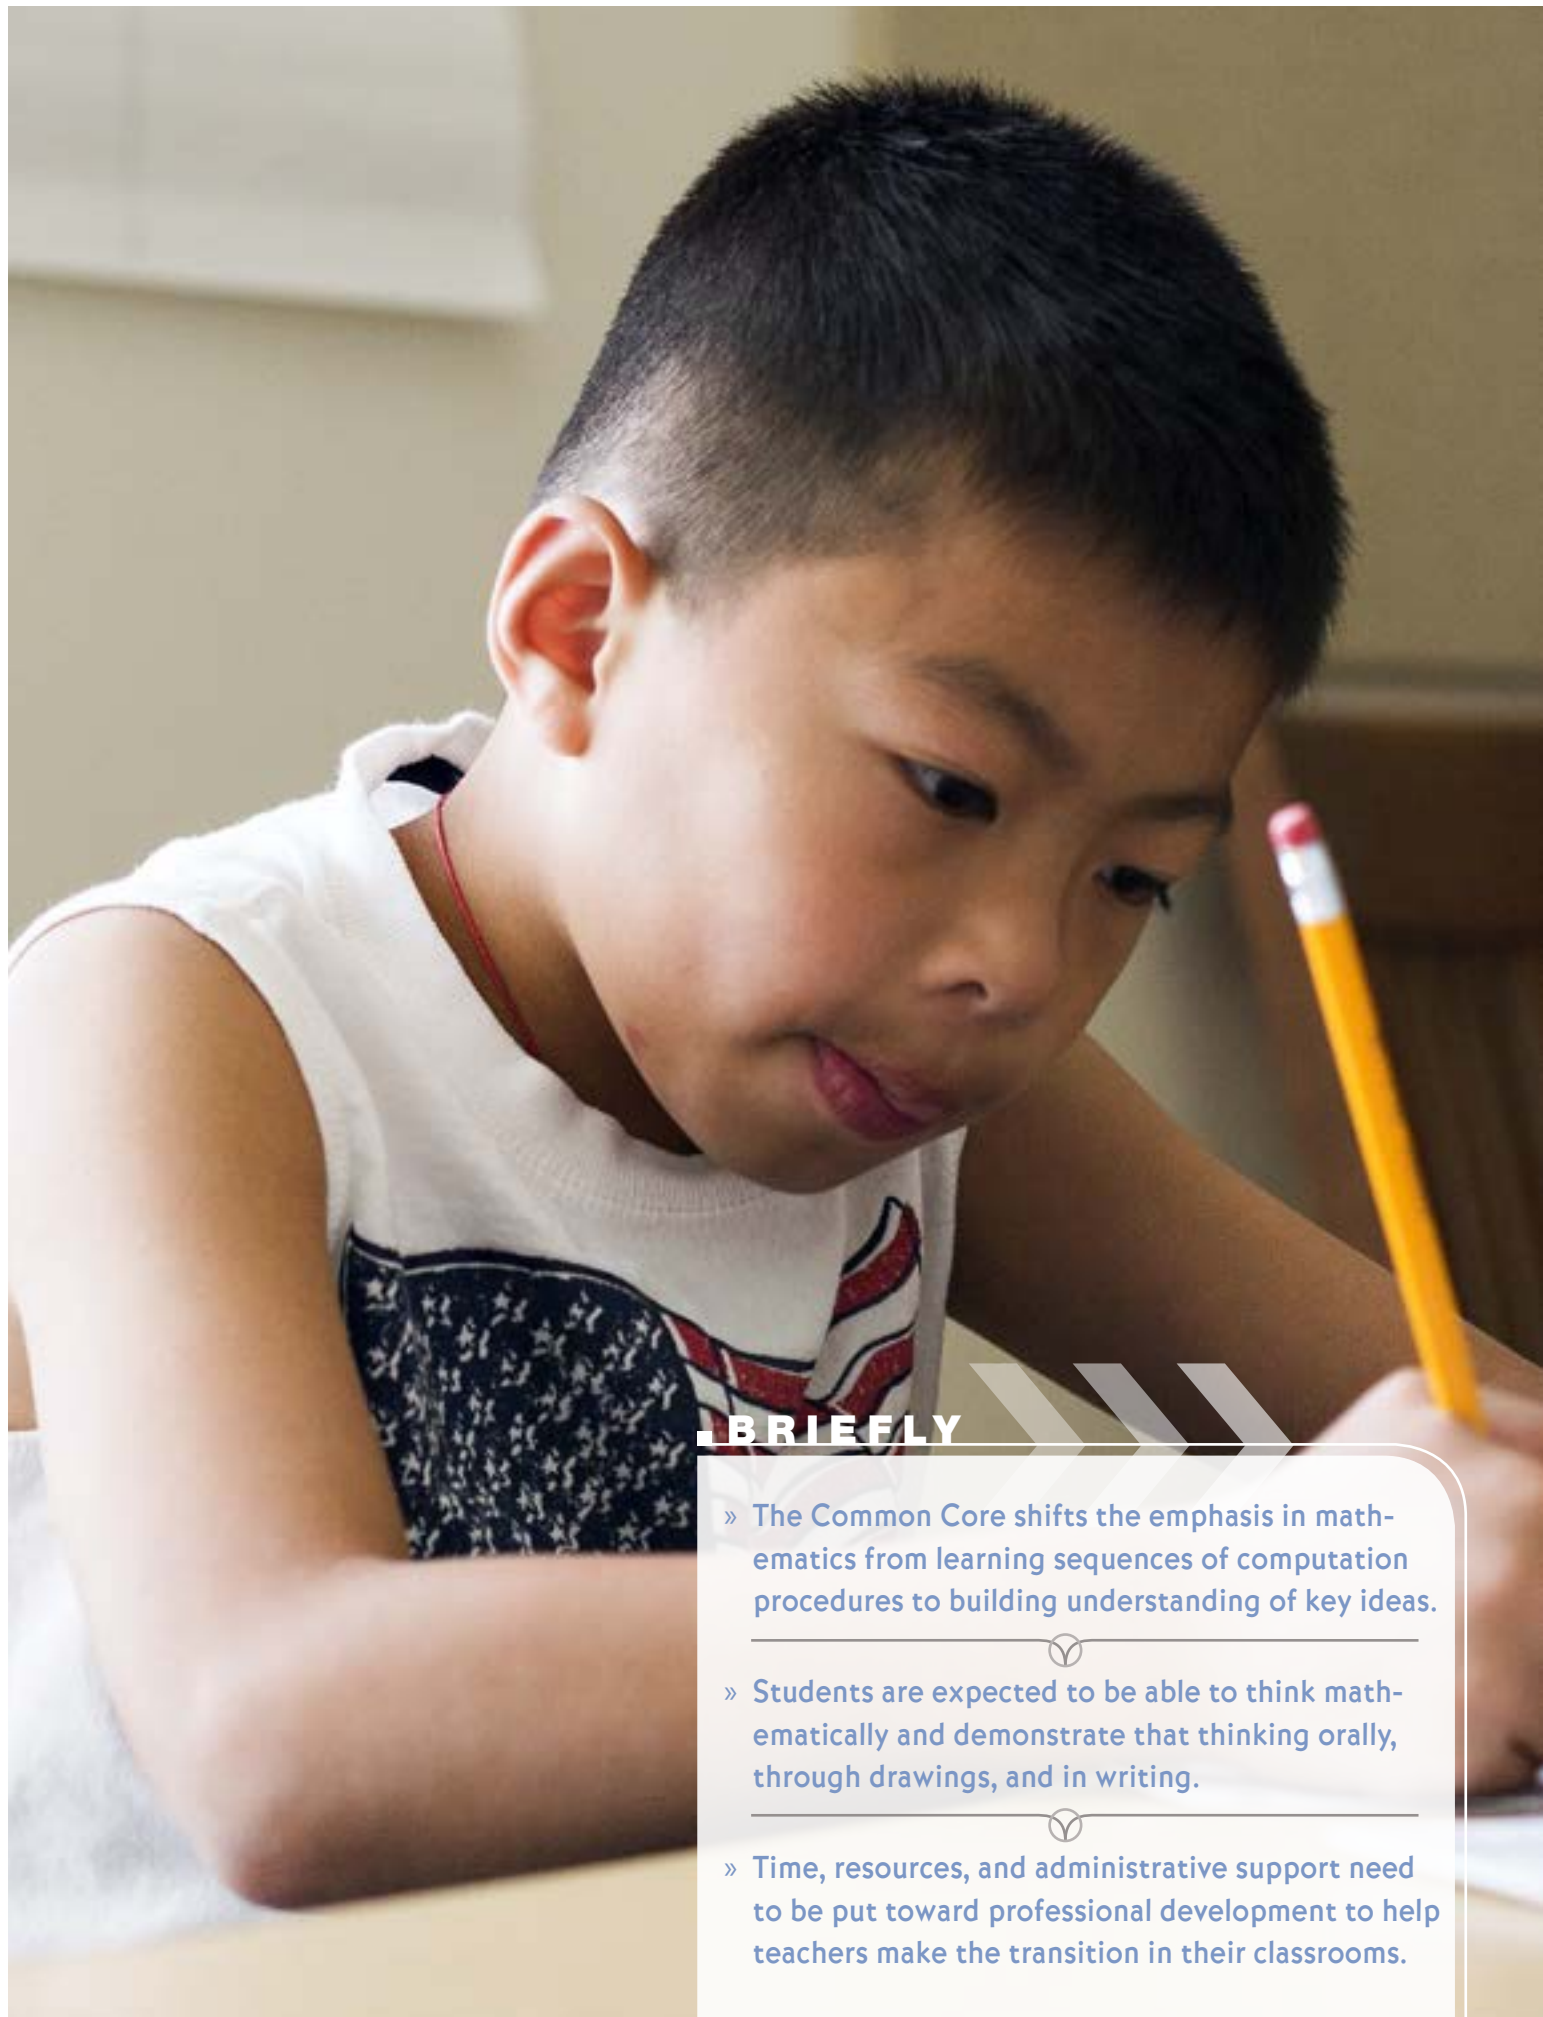 BRIEFLY
» The Common Core shifts the emphasis in math-
ematics from learning sequences of computation
procedures to building understanding of key ideas.
» Students are expected to be able to think math-
ematically and demonstrate that thinking orally,
through drawings, and in writing.
» Time, resources, and administrative support need
to be put toward professional development to help
teachers make the transition in their classrooms.